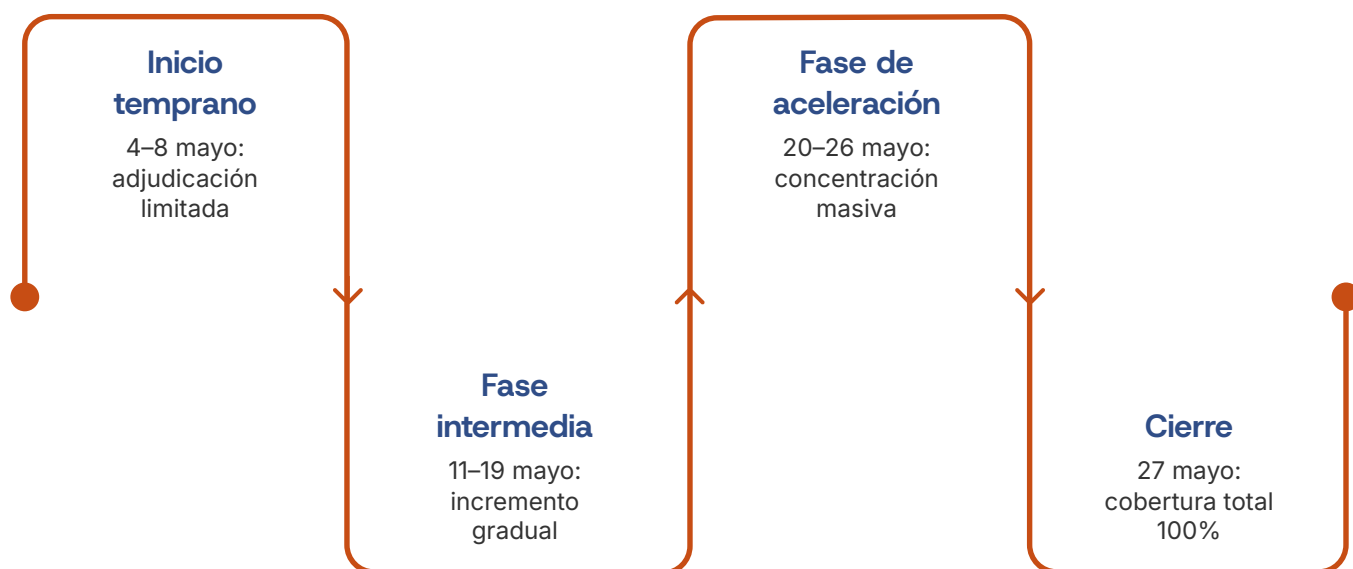 Inicio
temprano
4–8 mayo:
adjudicación
limitada
Fase
intermedia
11–19 mayo:
incremento
gradual
Fase de
aceleración
20–26 mayo:
concentración
masiva
Cierre
27 mayo:
cobertura total
100%